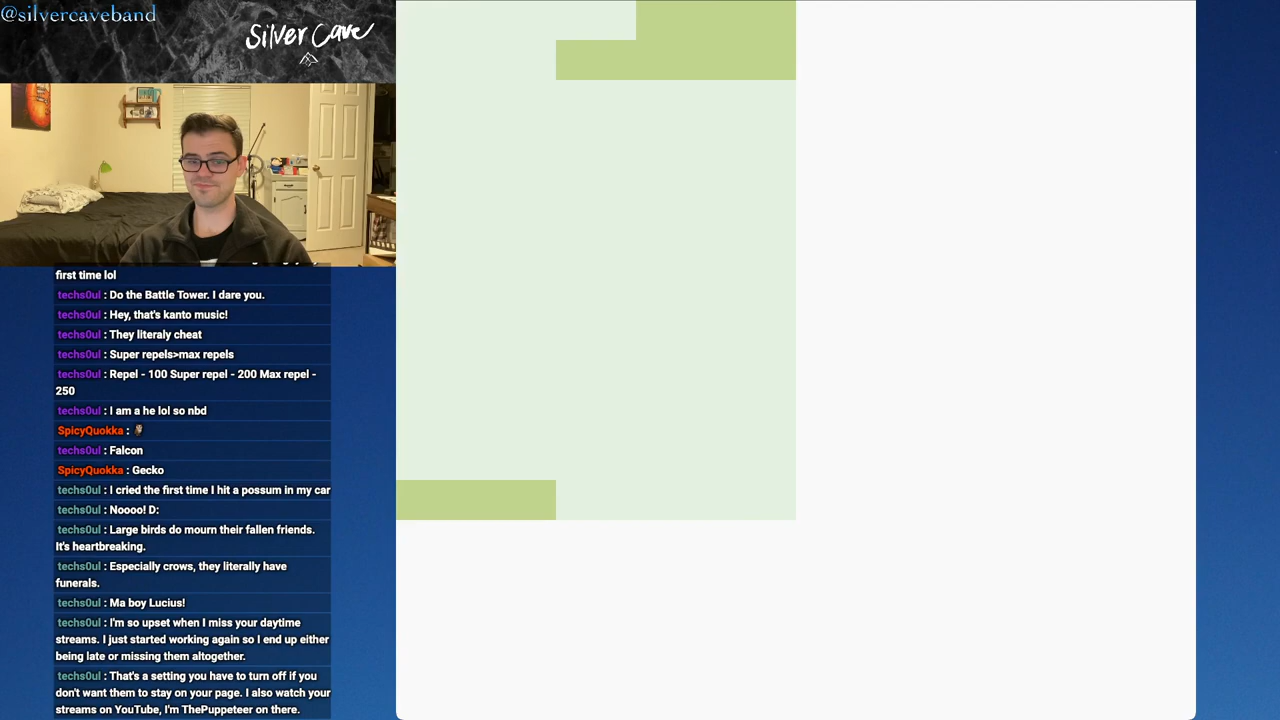 @silvercaveband
Silver Cave
first time lol
techs0ul : Do the Battle Tower. I dare you.
techs0ul : Hey, that's kanto music!
techs0ul : They literaly cheat
techs0ul : Super repels>max repels
techs0ul : Repel - 100 Super repel - 200 Max repel -
250
techs0ul : I am a he lol so nbd
SpicyQuokka :
techs0ul : Falcon
SpicyQuokka : Gecko
techs0ul : I cried the first time I hit a possum in my car
techs0ul : Noooo! D:
techs0ul : Large birds do mourn their fallen friends.
It's heartbreaking.
techs0ul : Especially crows, they literally have
funerals.
techs0ul : Ma boy Lucius!
techs0ul : I'm so upset when I miss your daytime
streams. I just started working again so I end up either
being late or missing them altogether.
techs0ul : That's a setting you have to turn off if you
don't want them to stay on your page. I also watch your
streams on YouTube, I'm ThePuppeteer on there.